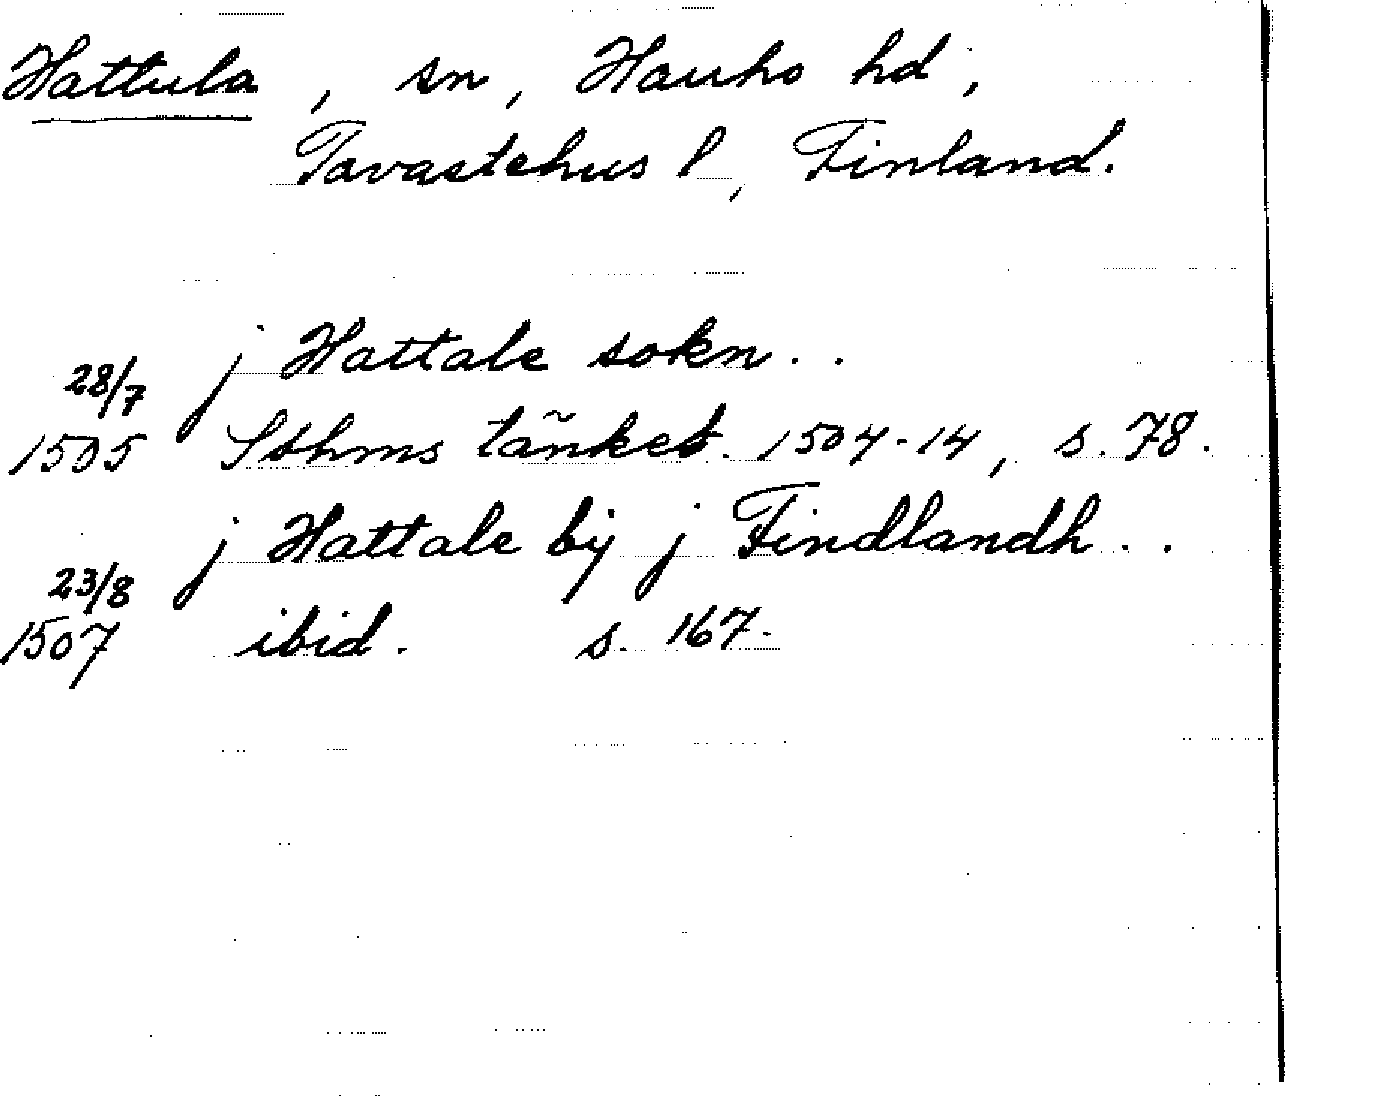 Hattula, sn, Hauho hd,
Tavastehus l, Finland.
j Hattale sokn..
28/7
1505 Sthms tänkeb. 1504-14, s. 78.
j Hattale by j Findlandh..
23/8
1507 ibid. s. 167.